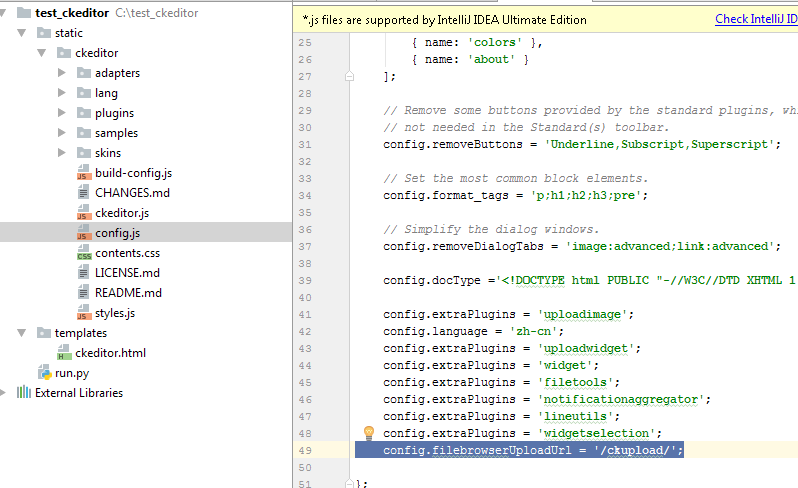 test_ckeditor C:\test_ckeditor
static
ckeditor
adapters
lang
plugins
samples
skins
build-config.js
CHANGES.md
ckeditor.js
config.js
contents.css
LICENSE.md
README.md
styles.js
templates
ckeditor.html
run.py
External Libraries
*.js files are supported by IntelliJ IDEA Ultimate Edition Check IntelliJ ID
25 { name: 'colors' },
26 { name: 'about' }
27 ];
28
29 // Remove some buttons provided by the standard plugins, wh
30 // not needed in the Standard(s) toolbar.
31 config.removeButtons = 'Underline,Subscript,Superscript';
32
33 // Set the most common block elements.
34 config.format_tags = 'p;h1;h2;h3;pre';
35
36 // Simplify the dialog windows.
37 config.removeDialogTabs = 'image:advanced;link:advanced';
38
39 config.docType ='<!DOCTYPE html PUBLIC "-//W3C//DTD XHTML 1
40
41 config.extraPlugins = 'uploadimage';
42 config.language = 'zh-cn';
43 config.extraPlugins = 'uploadwidget';
44 config.extraPlugins = 'widget';
45 config.extraPlugins = 'filetools';
46 config.extraPlugins = 'notificationaggregator';
47 config.extraPlugins = 'lineutils';
48 config.extraPlugins = 'widgetselection';
49 config.filebrowserUploadUrl = '/ckupload/';
50
51 };